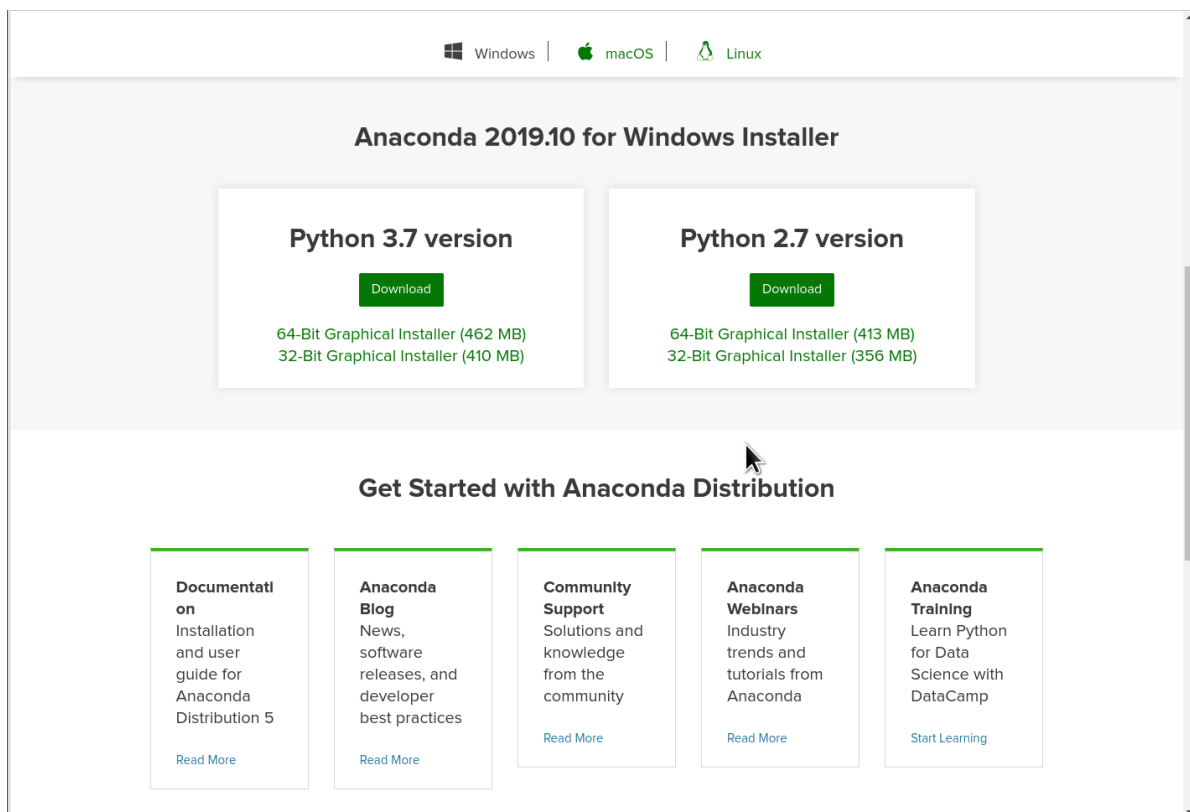 Windows | macOS | Linux
Anaconda 2019.10 for Windows Installer
Python 3.7 version
Download
64-Bit Graphical Installer (462 MB)
32-Bit Graphical Installer (410 MB)
Python 2.7 version
Download
64-Bit Graphical Installer (413 MB)
32-Bit Graphical Installer (356 MB)
Get Started with Anaconda Distribution
Documentati
on
Installation
and user
guide for
Anaconda
Distribution 5
Read More
Anaconda
Blog
News,
software
releases, and
developer
best practices
Read More
Community
Support
Solutions and
knowledge
from the
community
Read More
Anaconda
Webinars
Industry
trends and
tutorials from
Anaconda
Read More
Anaconda
Training
Learn Python
for Data
Science with
DataCamp
Start Learning